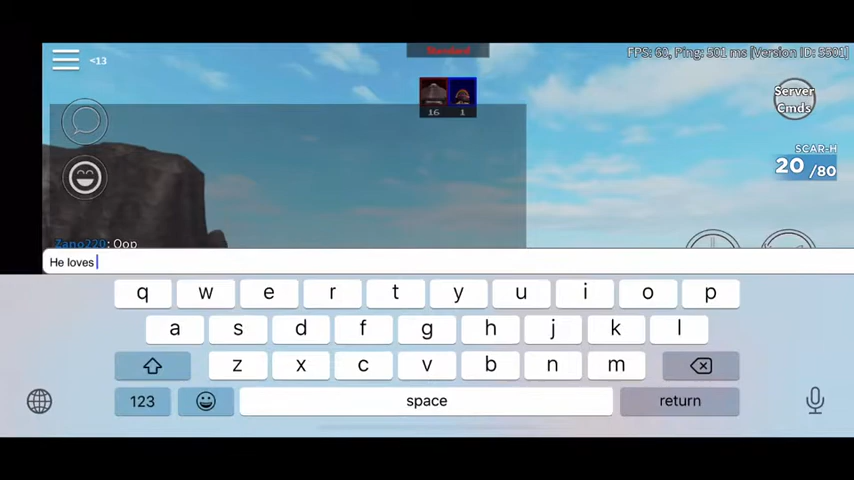 Standard
FPS: 60, Ping: 501 ms [Version ID: 5501]
<13
Server
Cmds
16 1
SCAR-H
20 /80
Zano220: Oop
He loves
q w e r t y u i o p
a s d f g h j k l
z x c v b n m
123 space return